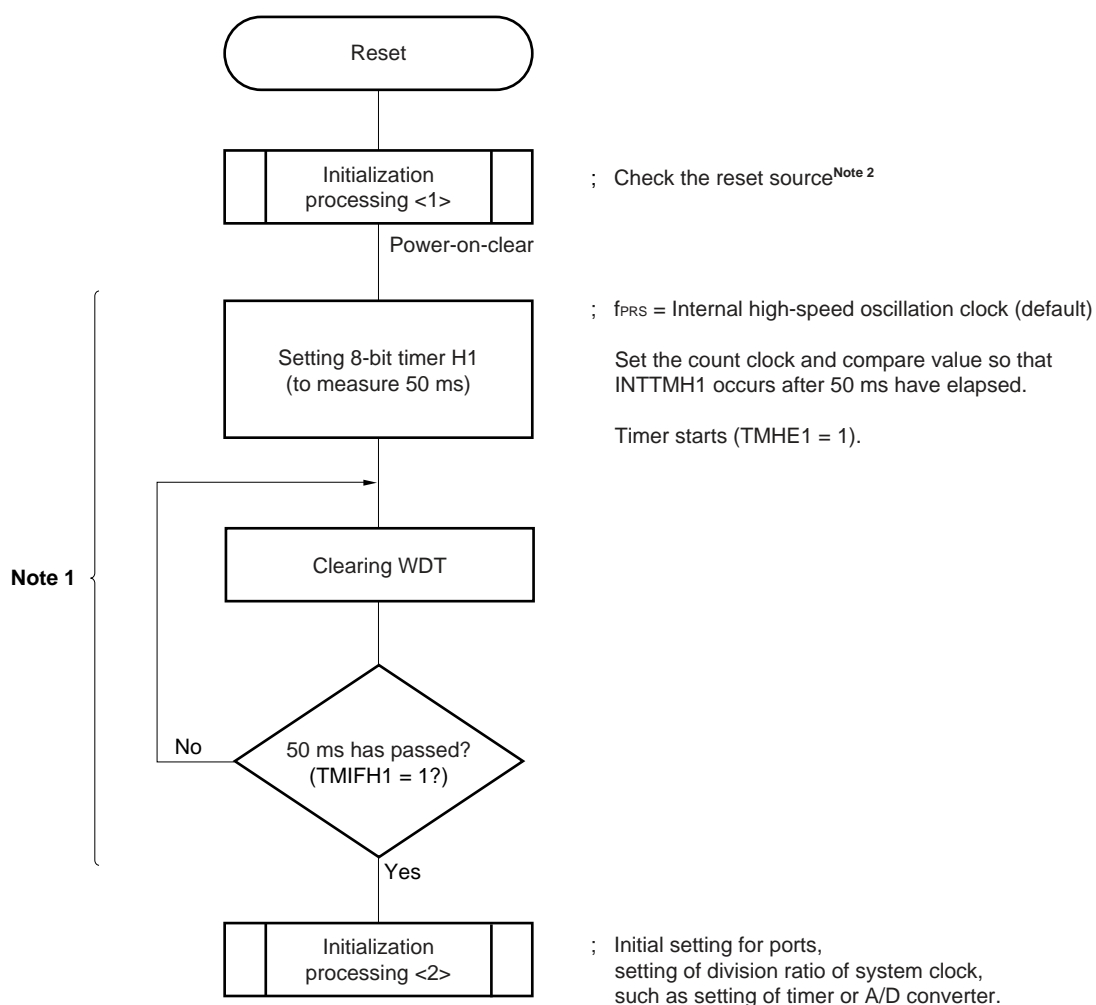 Reset
Initialization
processing <1>
; Check the reset sourceNote 2
Power-on-clear
Setting 8-bit timer H1
(to measure 50 ms)
; fPRS = Internal high-speed oscillation clock (default)
Set the count clock and compare value so that
INTTMH1 occurs after 50 ms have elapsed.
Timer starts (TMHE1 = 1).
Note 1
Clearing WDT
No
50 ms has passed?
(TMIFH1 = 1?)
Yes
Initialization
processing <2>
; Initial setting for ports,
setting of division ratio of system clock,
such as setting of timer or A/D converter.